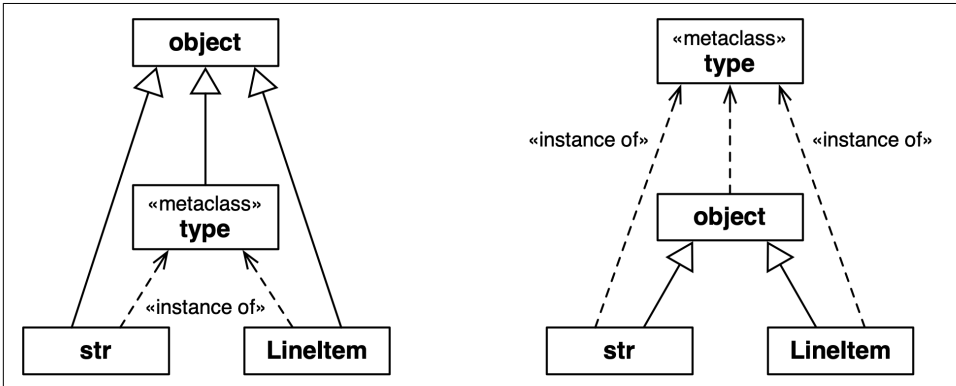 object
«metaclass»
type
«instance of»
str
LineItem
«metaclass»
type
«instance of»
«instance of»
object
str
LineItem